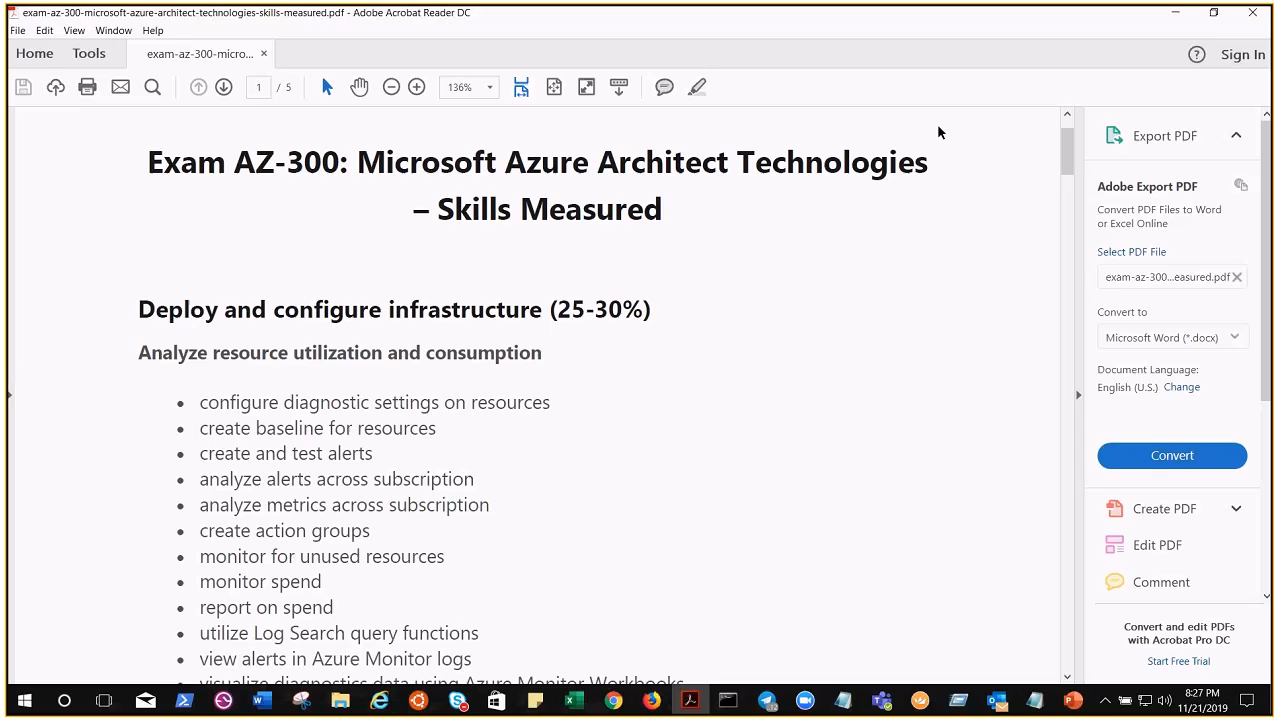 exam-az-300-microsoft-azure-architect-technologies-skills-measured.pdf - Adobe Acrobat Reader DC
File Edit View Window Help
Home Tools exam-az-300-micro... × Sign In
1 / 5 136%
Exam AZ-300: Microsoft Azure Architect Technologies
– Skills Measured
Deploy and configure infrastructure (25-30%)
Analyze resource utilization and consumption
• configure diagnostic settings on resources
• create baseline for resources
• create and test alerts
• analyze alerts across subscription
• analyze metrics across subscription
• create action groups
• monitor for unused resources
• monitor spend
• report on spend
• utilize Log Search query functions
• view alerts in Azure Monitor logs
visualize diagnostics data using Azure Monitor Workbooks
Export PDF
Adobe Export PDF
Convert PDF Files to Word
or Excel Online
Select PDF File
exam-az-300...easured.pdf
Convert to
Microsoft Word (*.docx)
Document Language:
English (U.S.) Change
Convert
Create PDF
Edit PDF
Comment
Convert and edit PDFs
with Acrobat Pro DC
Start Free Trial
8:27 PM
11/21/2019